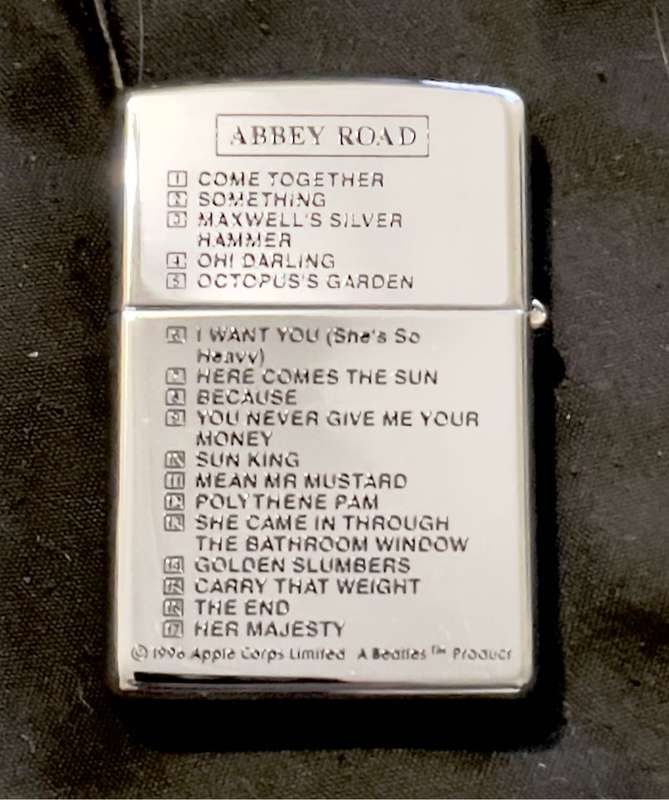 ABBEY ROAD
1 COME TOGETHER
2 SOMETHING
3 MAXWELL'S SILVER
HAMMER
4 OH! DARLING
5 OCTOPUS'S GARDEN
6 I WANT YOU (She's So
Heavy)
7 HERE COMES THE SUN
8 BECAUSE
9 YOU NEVER GIVE ME YOUR
MONEY
10 SUN KING
11 MEAN MR MUSTARD
12 POLYTHENE PAM
13 SHE CAME IN THROUGH
THE BATHROOM WINDOW
14 GOLDEN SLUMBERS
15 CARRY THAT WEIGHT
16 THE END
17 HER MAJESTY
© 1996 Apple Corps Limited A Beatles™ Product